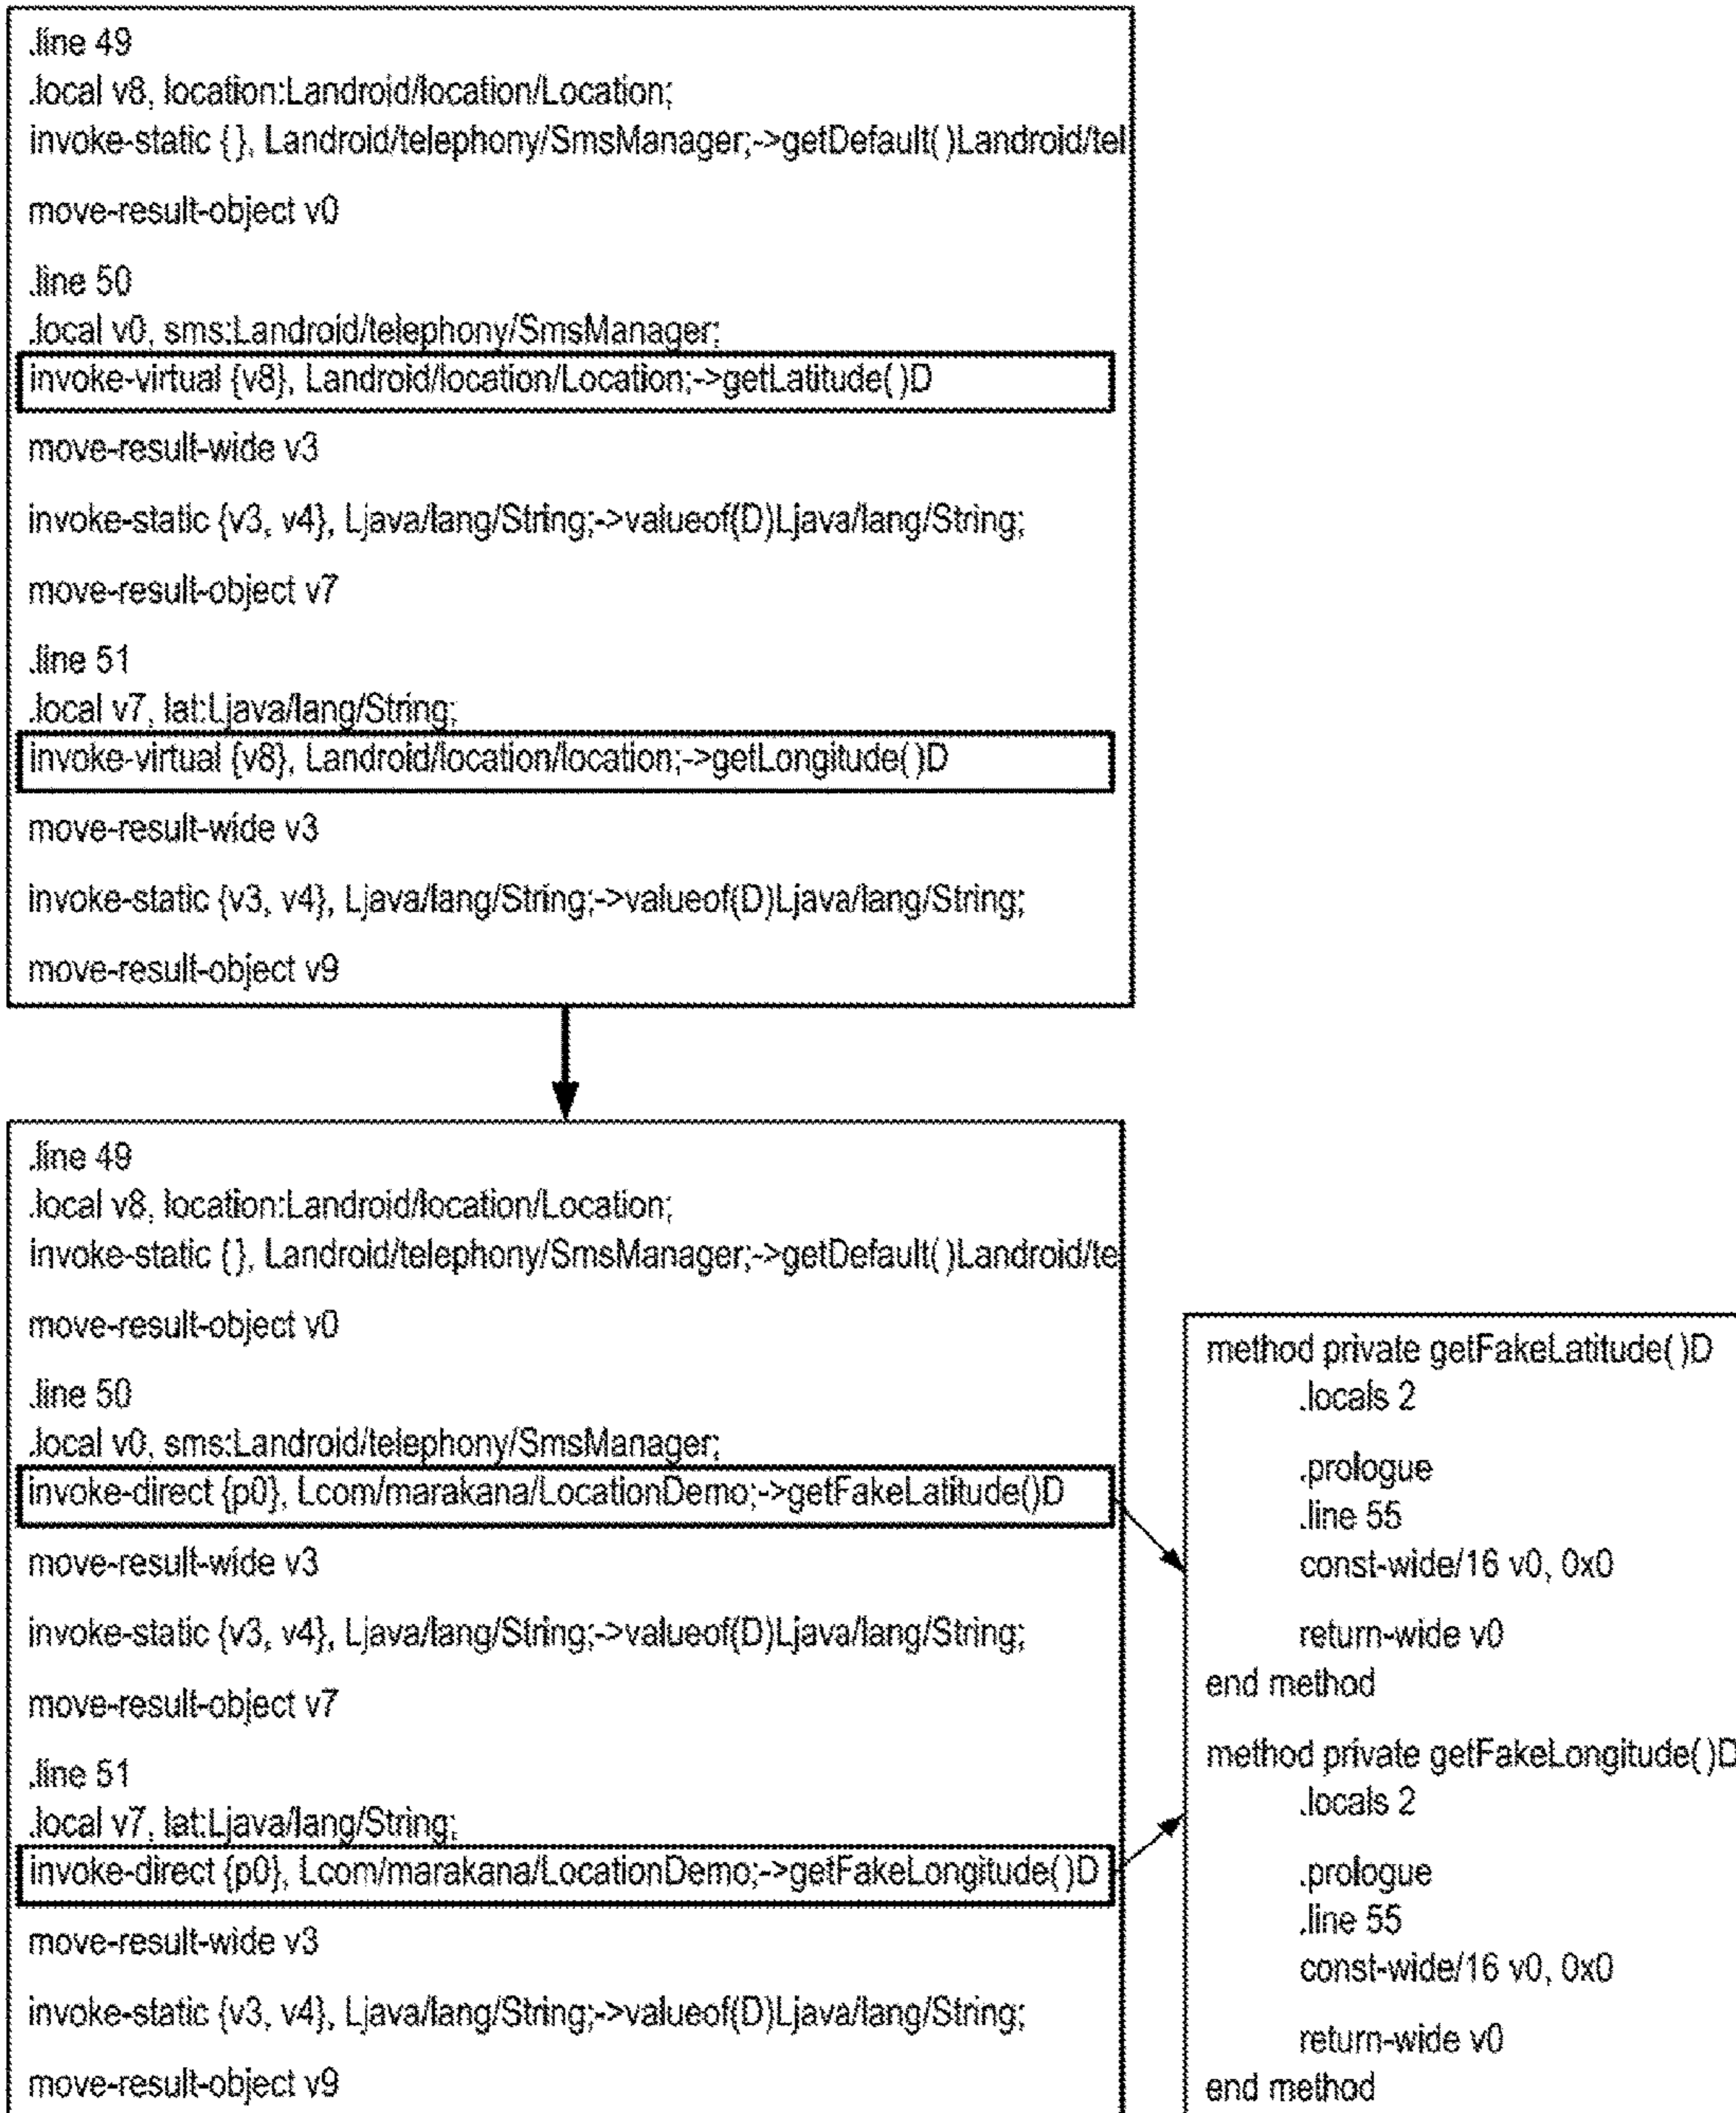 .line 49
.local v8, location:Landroid/location/Location;
invoke-static { }, Landroid/telephony/SmsManager;->getDefault( )Landroid/tel
move-result-object v0
.line 50
.local v0, sms:Landroid/telephony/SmsManager;
invoke-virtual {v8}, Landroid/location/Location;->getLatitude( )D
move-result-wide v3
invoke-static {v3, v4}, Ljava/lang/String;->valueof(D)Ljava/lang/String;
move-result-object v7
.line 51
.local v7, lat:Ljava/lang/String;
invoke-virtual {v8}, Landroid/location/location;->getLongitude( )D
move-result-wide v3
invoke-static {v3, v4}, Ljava/lang/String;->valueof(D)Ljava/lang/String;
move-result-object v9
.line 49
.local v8, location:Landroid/location/Location;
invoke-static { }, Landroid/telephony/SmsManager;->getDefault( )Landroid/te
move-result-object v0
.line 50
.local v0, sms:Landroid/telephony/SmsManager;
invoke-direct {p0}, Lcom/marakana/LocationDemo;->getFakeLatitude()D
move-result-wide v3
invoke-static {v3, v4}, Ljava/lang/String;->valueof(D)Ljava/lang/String;
move-result-object v7
.line 51
.local v7, lat:Ljava/lang/String;
invoke-direct {p0}, Lcom/marakana/LocationDemo;->getFakeLongitude( )D
move-result-wide v3
invoke-static {v3, v4}, Ljava/lang/String;->valueof(D)Ljava/lang/String;
move-result-object v9
method private getFakeLatitude( )D
.locals 2
.prologue
.line 55
const-wide/16 v0, 0x0
return-wide v0
end method
method private getFakeLongitude( )D
.locals 2
.prologue
.line 55
const-wide/16 v0, 0x0
return-wide v0
end method